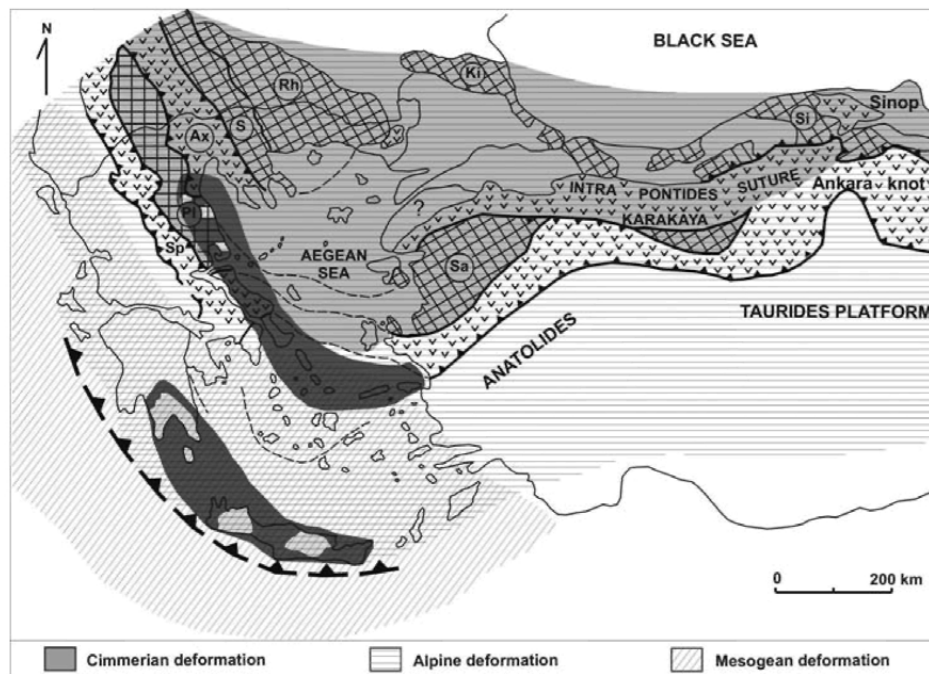 N
BLACK SEA
Ki
Rh
Si
Sinop
Ax
S
INTRA PONTIDES SUTURE
Ankara knot
Pl
?
KARAKAYA
Sp
AEGEAN
SEA
Sa
TAURIDES PLATFORM
ANATOLIDES
0 200 km
Cimmerian deformation
Alpine deformation
Mesogean deformation